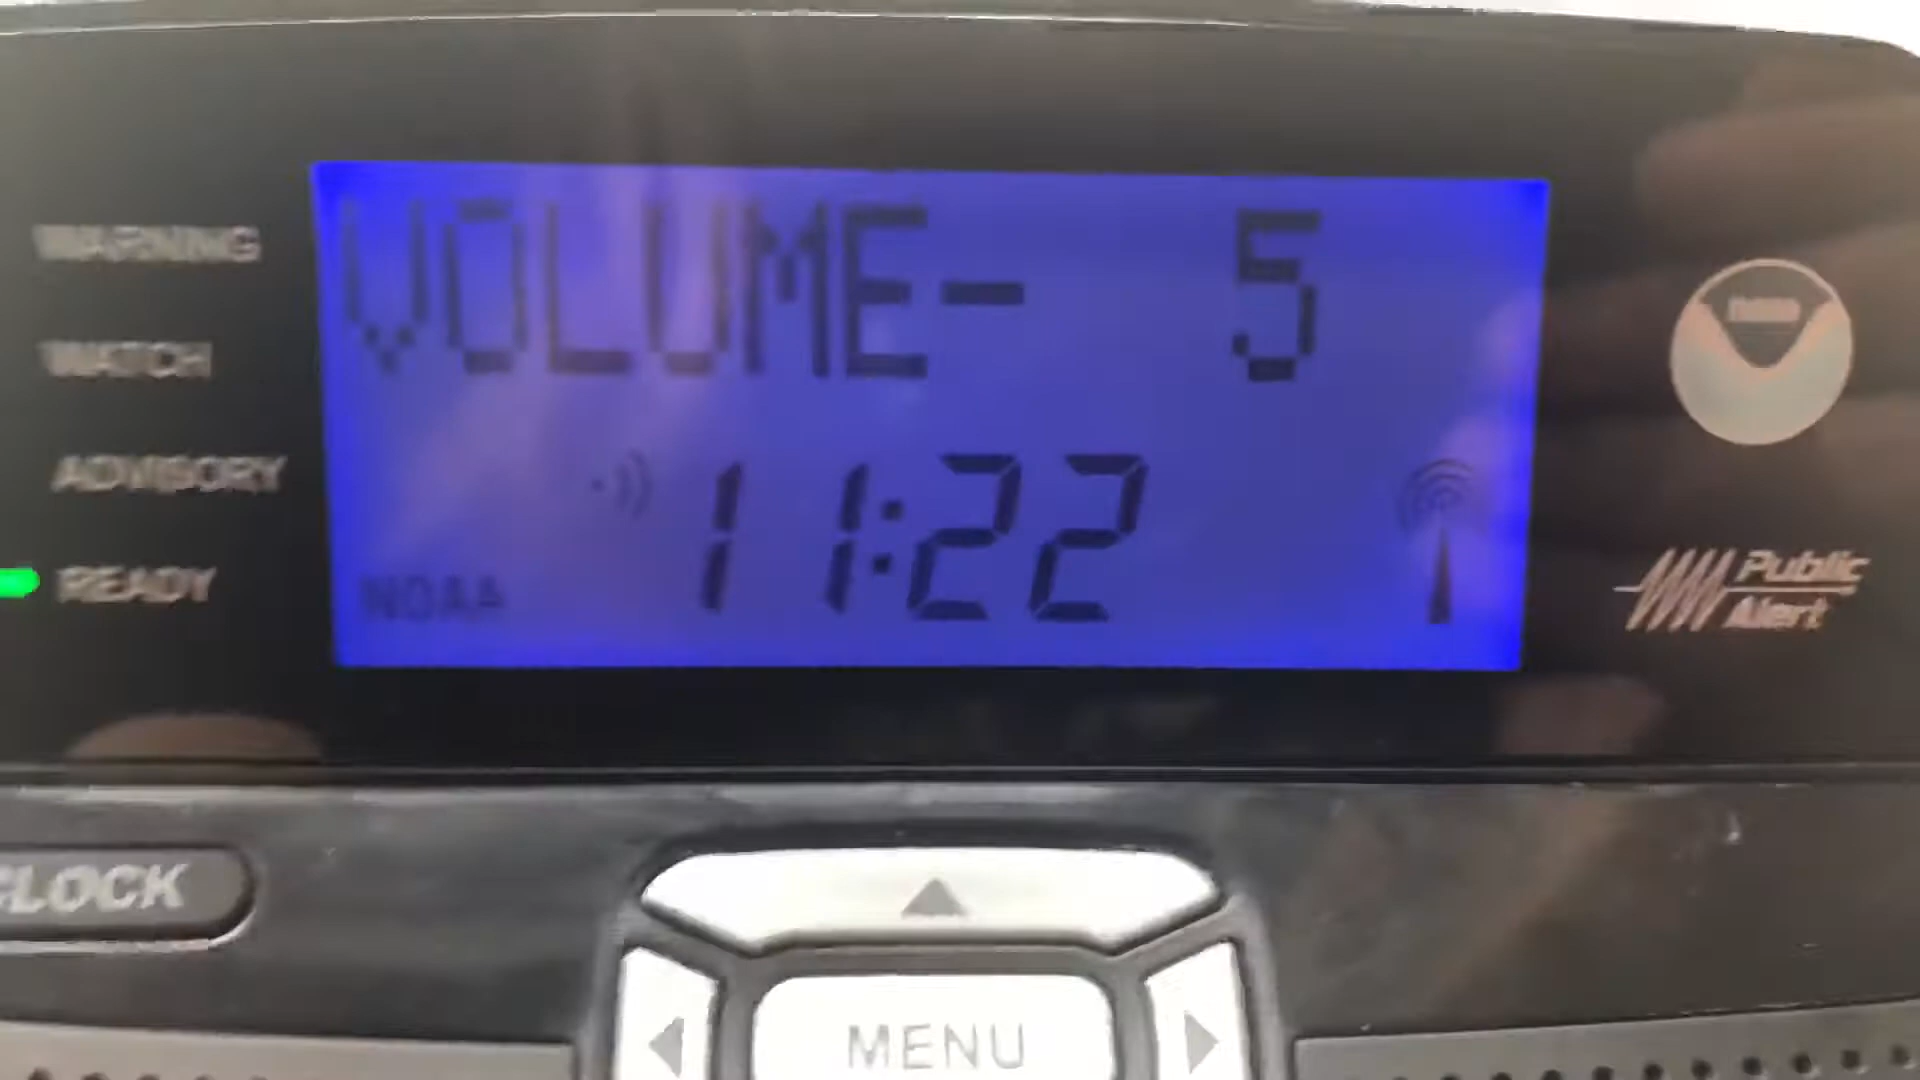 WARNING
WATCH
ADVISORY
READY
VOLUME- 5
11:22
NOAA
Public
Alert
CLOCK
MENU